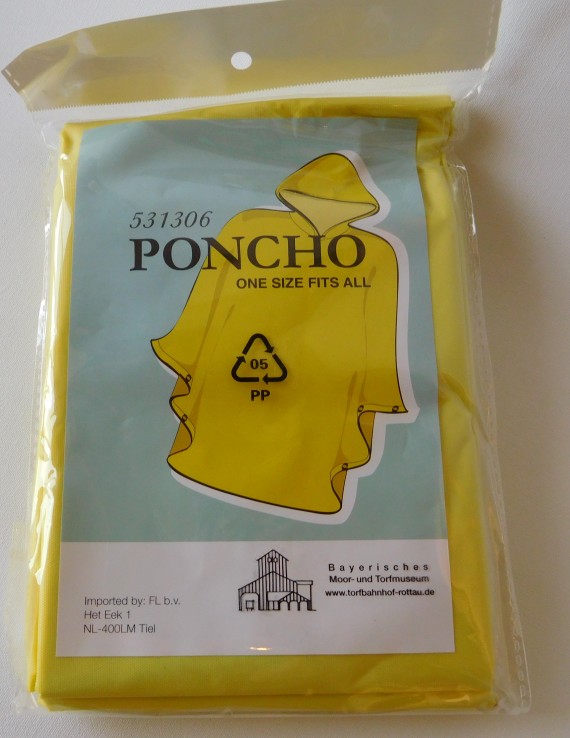 531306
PONCHO
ONE SIZE FITS ALL
05
PP
Bayerisches
Moor- und Torfmuseum
www.torfbahnhof-rottau.de
Imported by: FL b.v.
Het Eek 1
NL-400LM Tiel